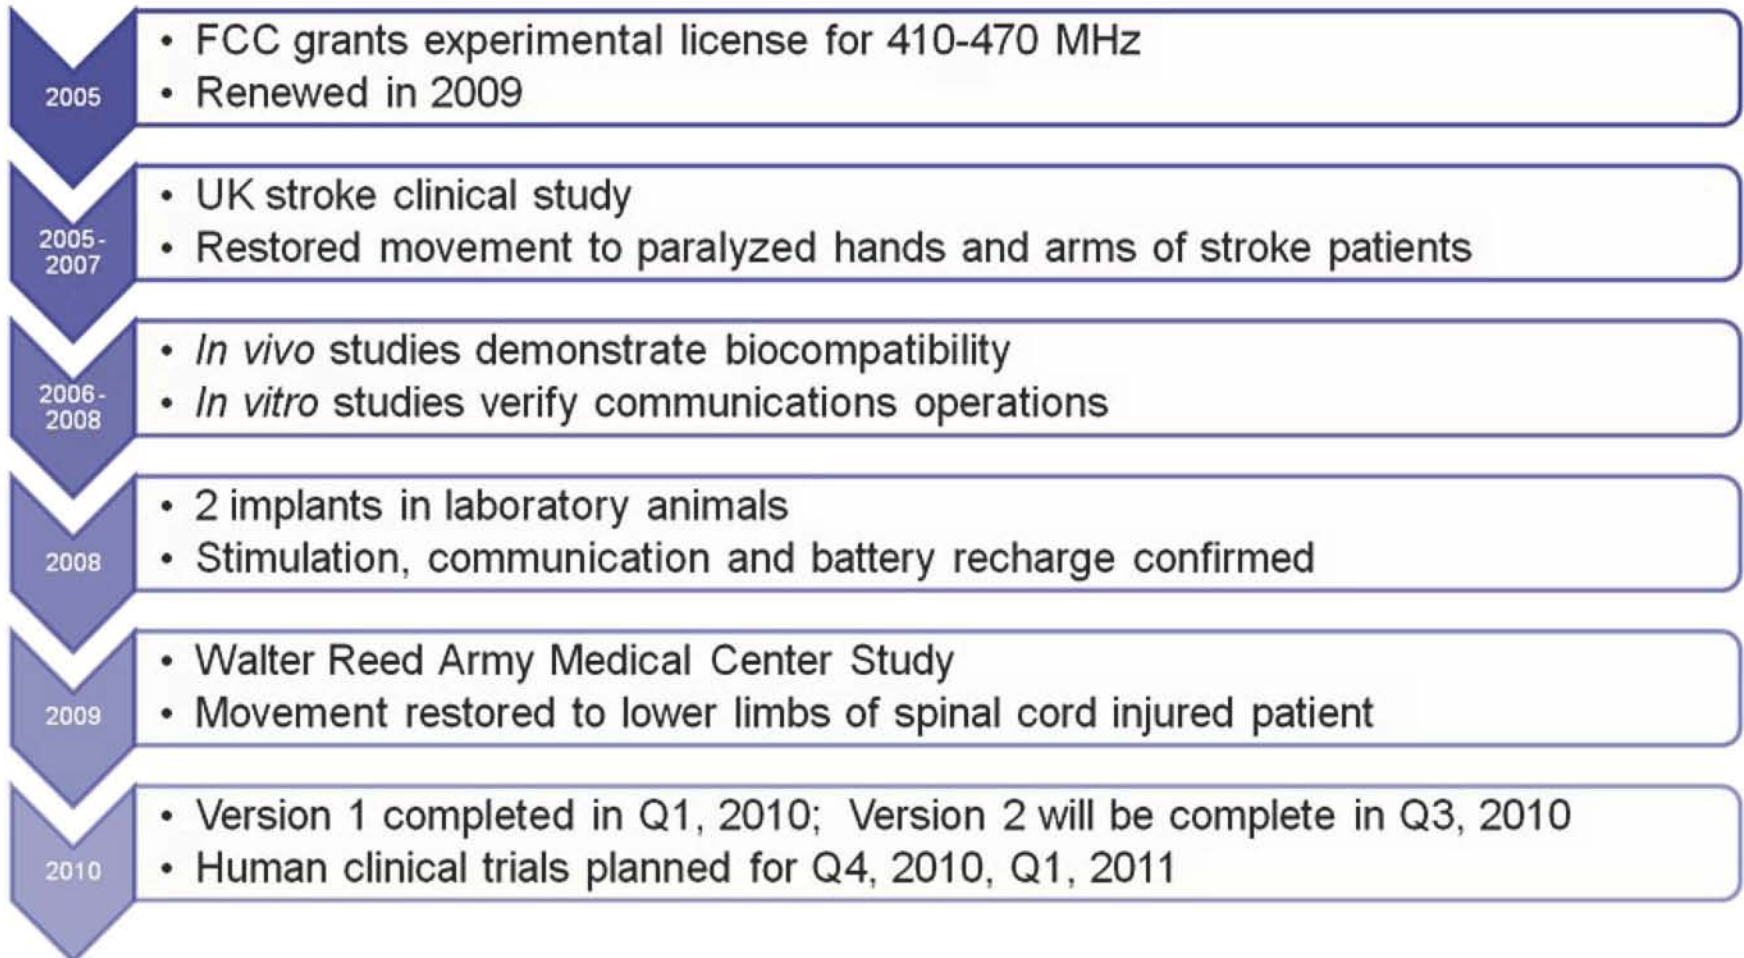 2005
• FCC grants experimental license for 410-470 MHz
• Renewed in 2009
2005-
2007
• UK stroke clinical study
• Restored movement to paralyzed hands and arms of stroke patients
2006-
2008
• In vivo studies demonstrate biocompatibility
• In vitro studies verify communications operations
2008
• 2 implants in laboratory animals
• Stimulation, communication and battery recharge confirmed
2009
• Walter Reed Army Medical Center Study
• Movement restored to lower limbs of spinal cord injured patient
2010
• Version 1 completed in Q1, 2010; Version 2 will be complete in Q3, 2010
• Human clinical trials planned for Q4, 2010, Q1, 2011